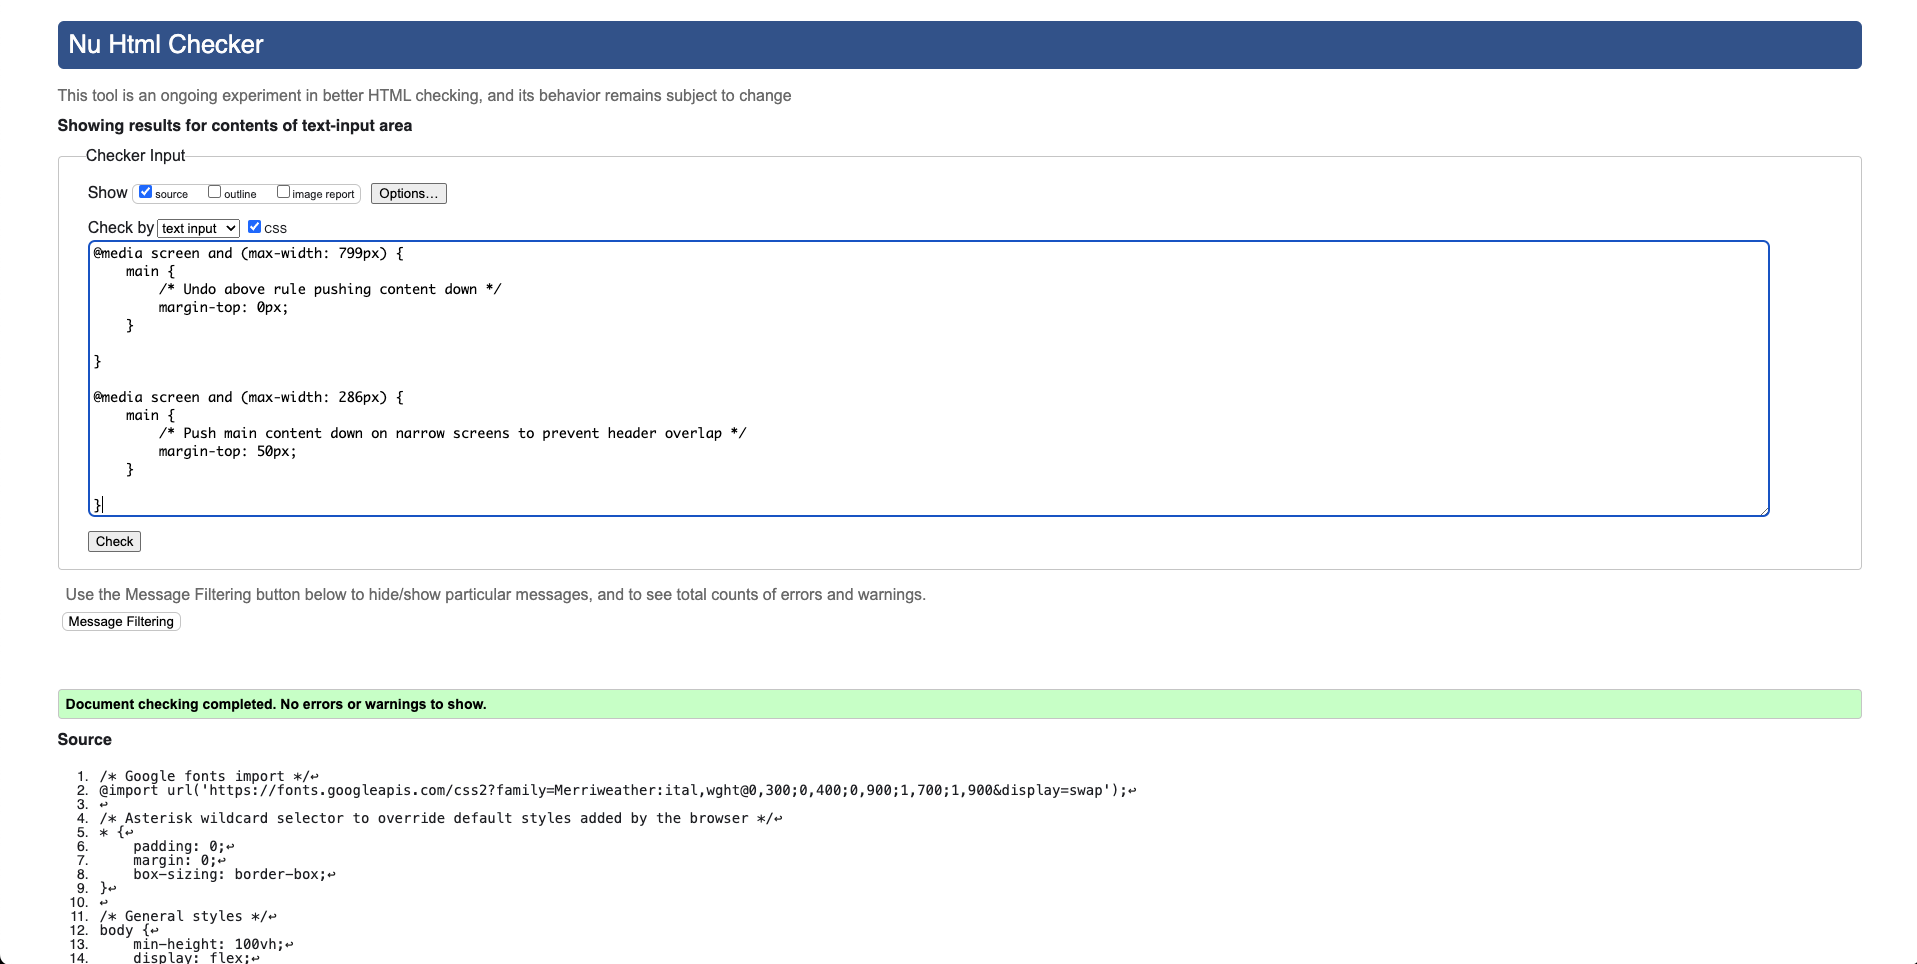 Nu Html Checker
This tool is an ongoing experiment in better HTML checking, and its behavior remains subject to change
Showing results for contents of text-input area
Checker Input
Show source outline image report Options...
Check by text input css
@media screen and (max-width: 799px) {
    main {
        /* Undo above rule pushing content down */
        margin-top: 0px;
    }
}
@media screen and (max-width: 286px) {
    main {
        /* Push main content down on narrow screens to prevent header overlap */
        margin-top: 50px;
    }
}
Check
Use the Message Filtering button below to hide/show particular messages, and to see total counts of errors and warnings.
Message Filtering
Document checking completed. No errors or warnings to show.
Source
1. /* Google fonts import */↩
2. @import url('https://fonts.googleapis.com/css2?family=Merriweather:ital,wght@0,300;0,400;0,900;1,700;1,900&display=swap');↩
3. ↩
4. /* Asterisk wildcard selector to override default styles added by the browser */↩
5. * {↩
6.     padding: 0;↩
7.     margin: 0;↩
8.     box-sizing: border-box;↩
9. }↩
10. ↩
11. /* General styles */↩
12. body {↩
13.     min-height: 100vh;↩
14.     display: flex;↩